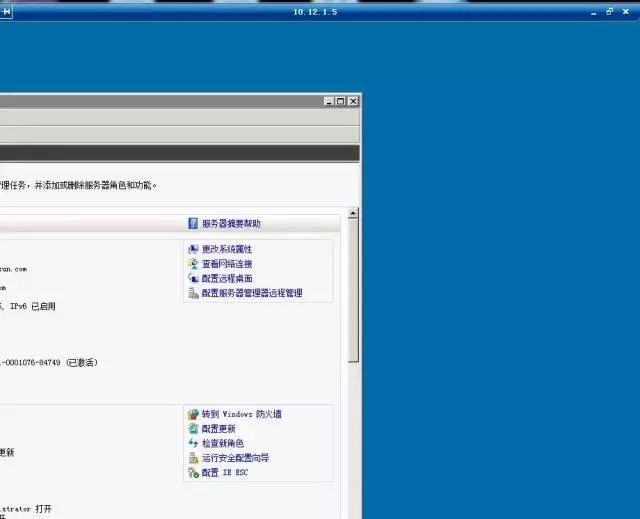 10.12.1.5
理任务，并添加或删除服务器角色和功能。
服务器摘要帮助
更改系统属性
run.com
查看网络连接
om
配置远程桌面
配置服务器管理器远程管理
, IPv6 已启用
-0001076-84749 (已激活)
转到 Windows 防火墙
配置更新
检查新角色
更新
运行安全配置向导
配置 IE ESC
istrator 打开